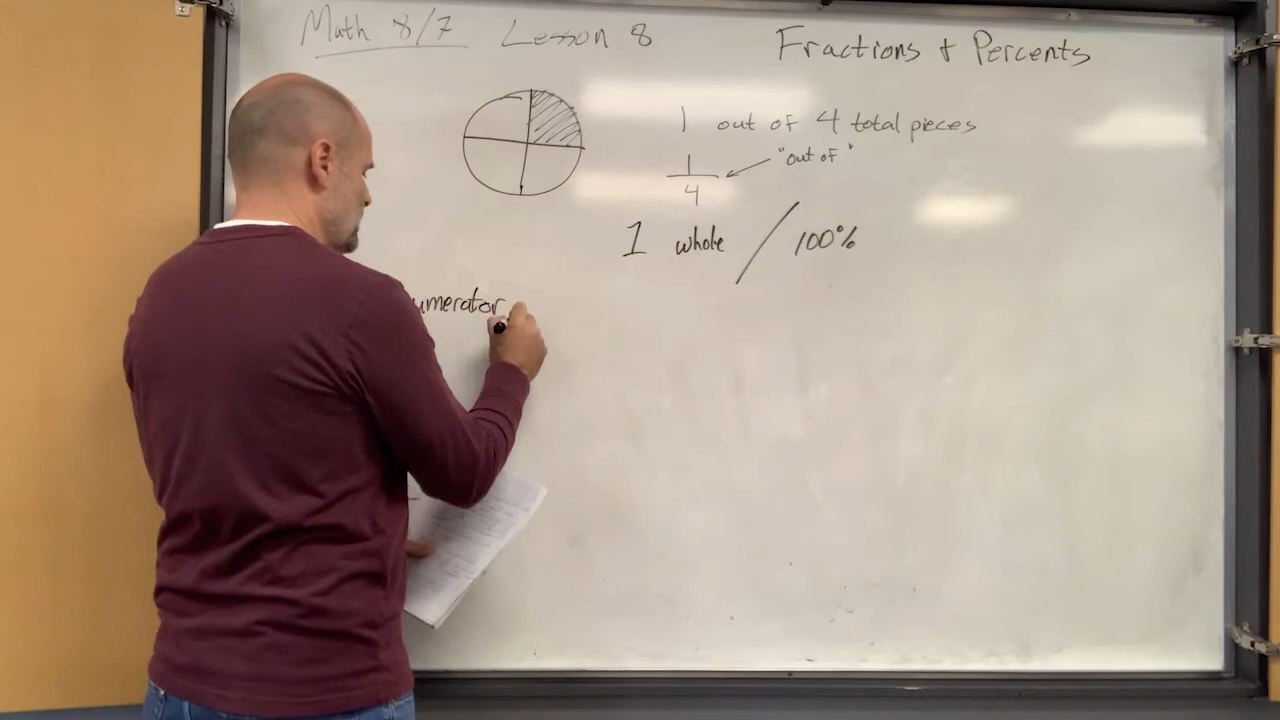 Math 8/7 Lesson 8 Fractions + Percents
1 out of 4 total pieces
1
4
"out of"
1 whole / 100%
umerator